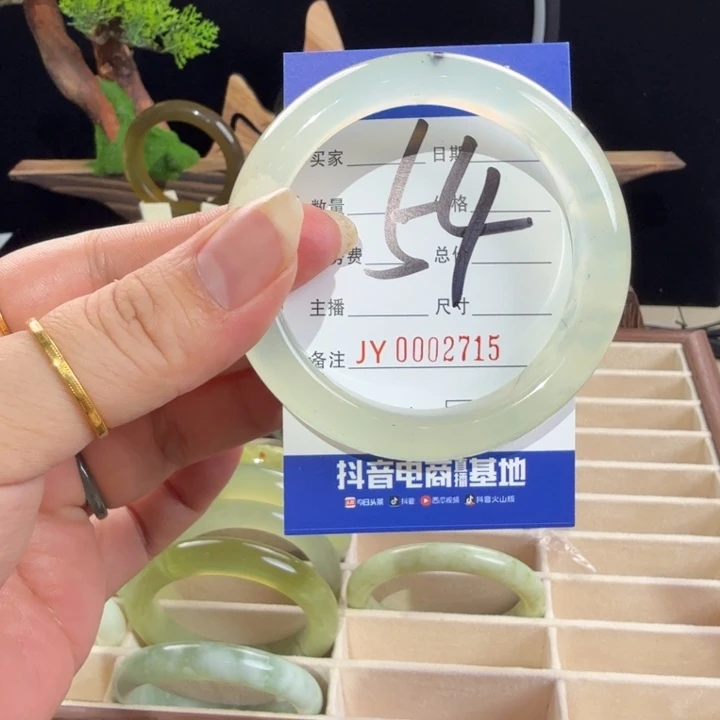 买家 日期
54
数量 价格
费 总价
主播 尺寸
备注 JY 0002715
抖音电商直播基地
今日头条 抖音 西瓜视频 抖音火山版